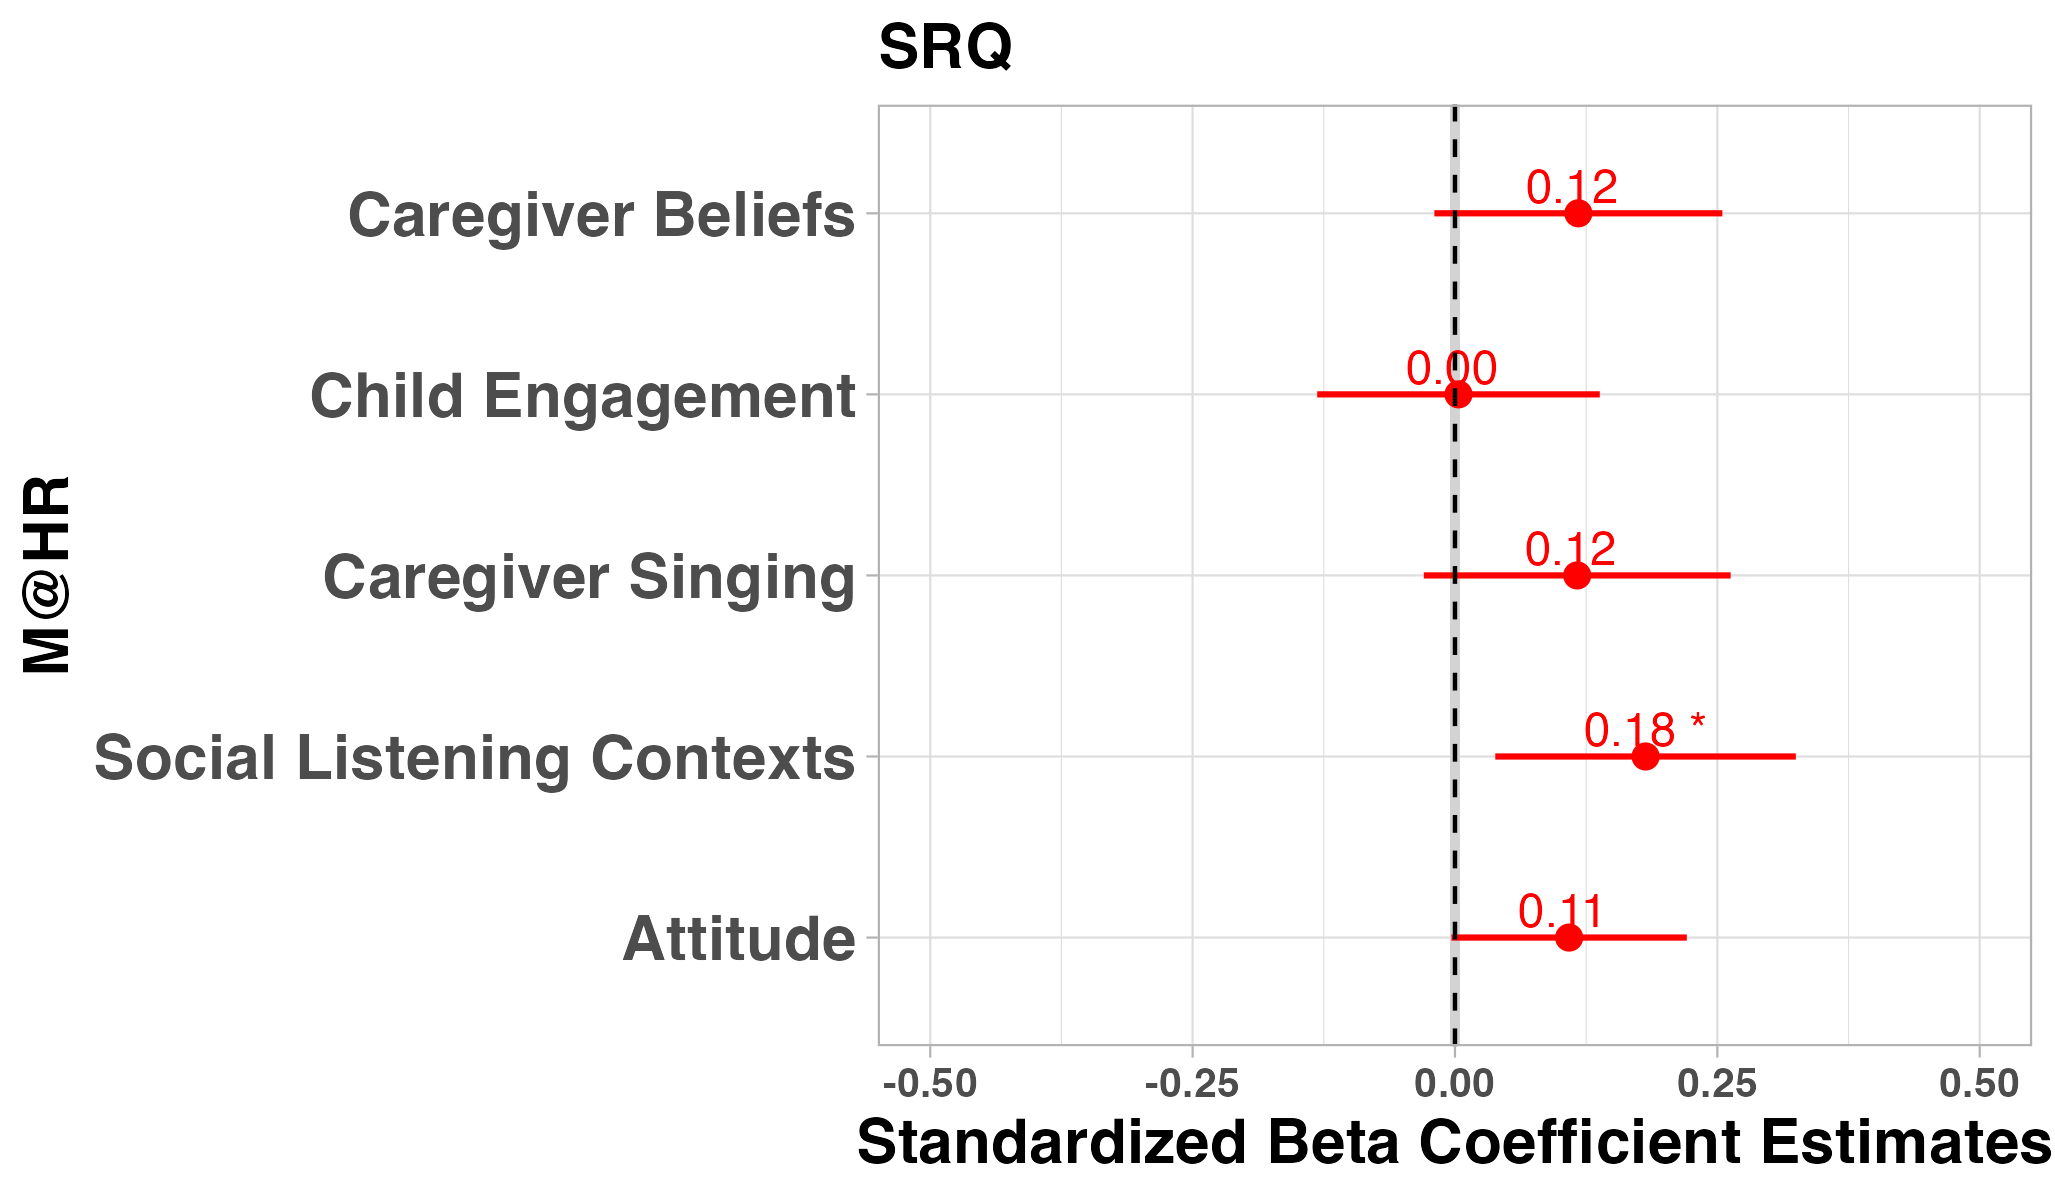 SRQ
M@HR
Caregiver Beliefs
0.12
Child Engagement
0.00
Caregiver Singing
0.12
Social Listening Contexts
0.18 *
Attitude
0.11
-0.50 -0.25 0.00 0.25 0.50
Standardized Beta Coefficient Estimates